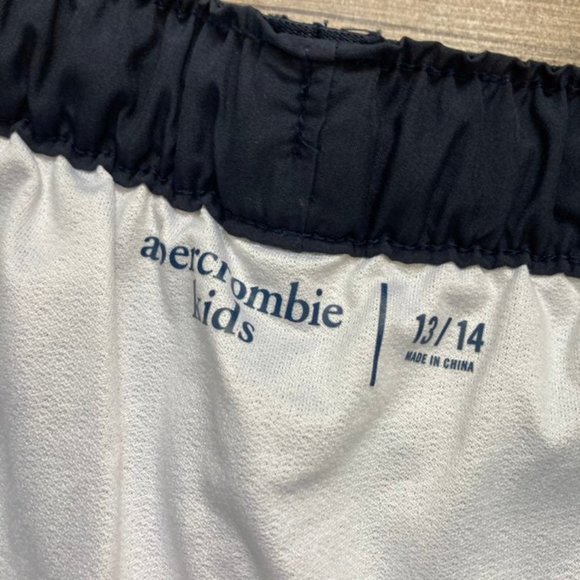 abercrombie
kids
13/14
MADE IN CHINA